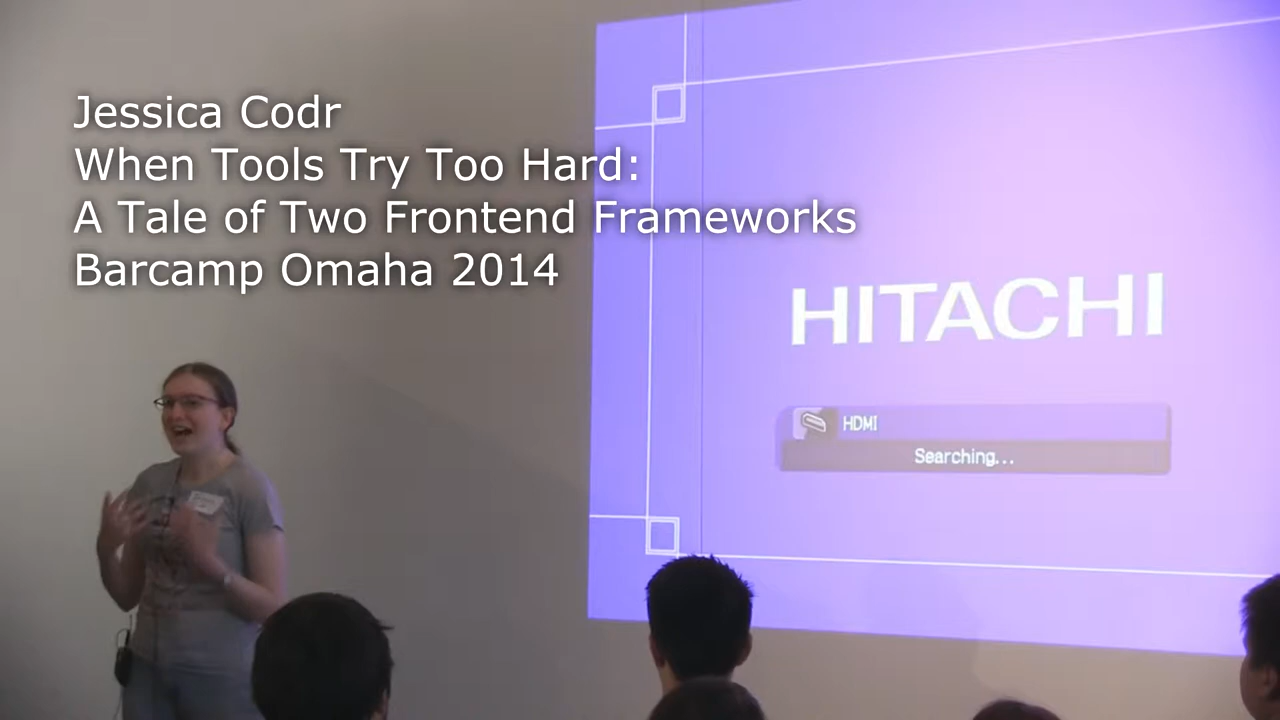 Jessica Codr
When Tools Try Too Hard:
A Tale of Two Frontend Frameworks
Barcamp Omaha 2014
HITACHI
HDMI
Searching...